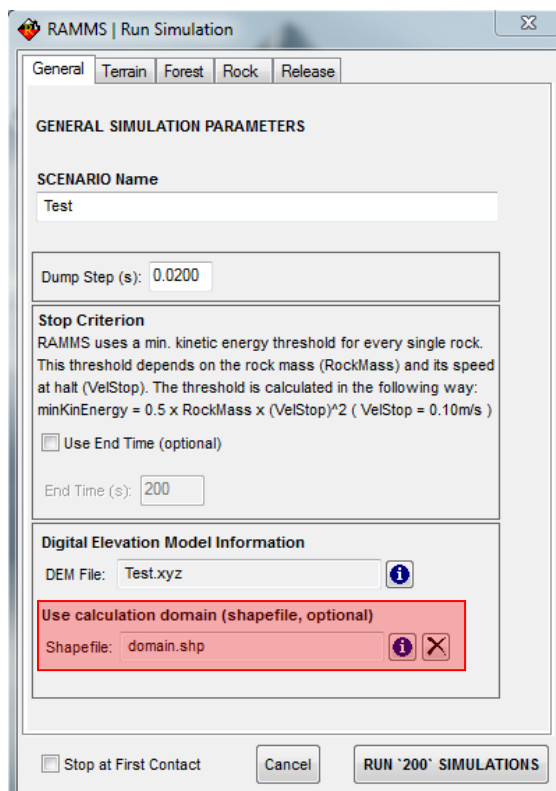 RAMMS | Run Simulation
General Terrain Forest Rock Release
GENERAL SIMULATION PARAMETERS
SCENARIO Name
Test
Dump Step (s): 0.0200
Stop Criterion
RAMMS uses a min. kinetic energy threshold for every single rock.
This threshold depends on the rock mass (RockMass) and its speed
at halt (VelStop). The threshold is calculated in the following way:
minKinEnergy = 0.5 x RockMass x (VelStop)^2 ( VelStop = 0.10m/s )
Use End Time (optional)
End Time (s): 200
Digital Elevation Model Information
DEM File: Test.xyz
Use calculation domain (shapefile, optional)
Shapefile: domain.shp
Stop at First Contact Cancel RUN `200` SIMULATIONS